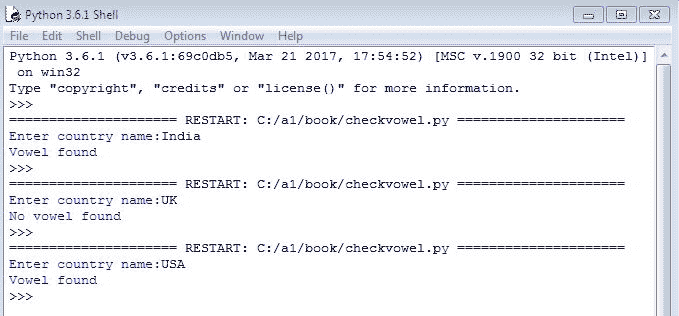 Python 3.6.1 Shell
File Edit Shell Debug Options Window Help
Python 3.6.1 (v3.6.1:69c0db5, Mar 21 2017, 17:54:52) [MSC v.1900 32 bit (Intel)]
on win32
Type "copyright", "credits" or "license()" for more information.
>>>
===================== RESTART: C:/a1/book/checkvowel.py =====================
Enter country name:India
Vowel found
>>>
===================== RESTART: C:/a1/book/checkvowel.py =====================
Enter country name:UK
No vowel found
>>>
===================== RESTART: C:/a1/book/checkvowel.py =====================
Enter country name:USA
Vowel found
>>>